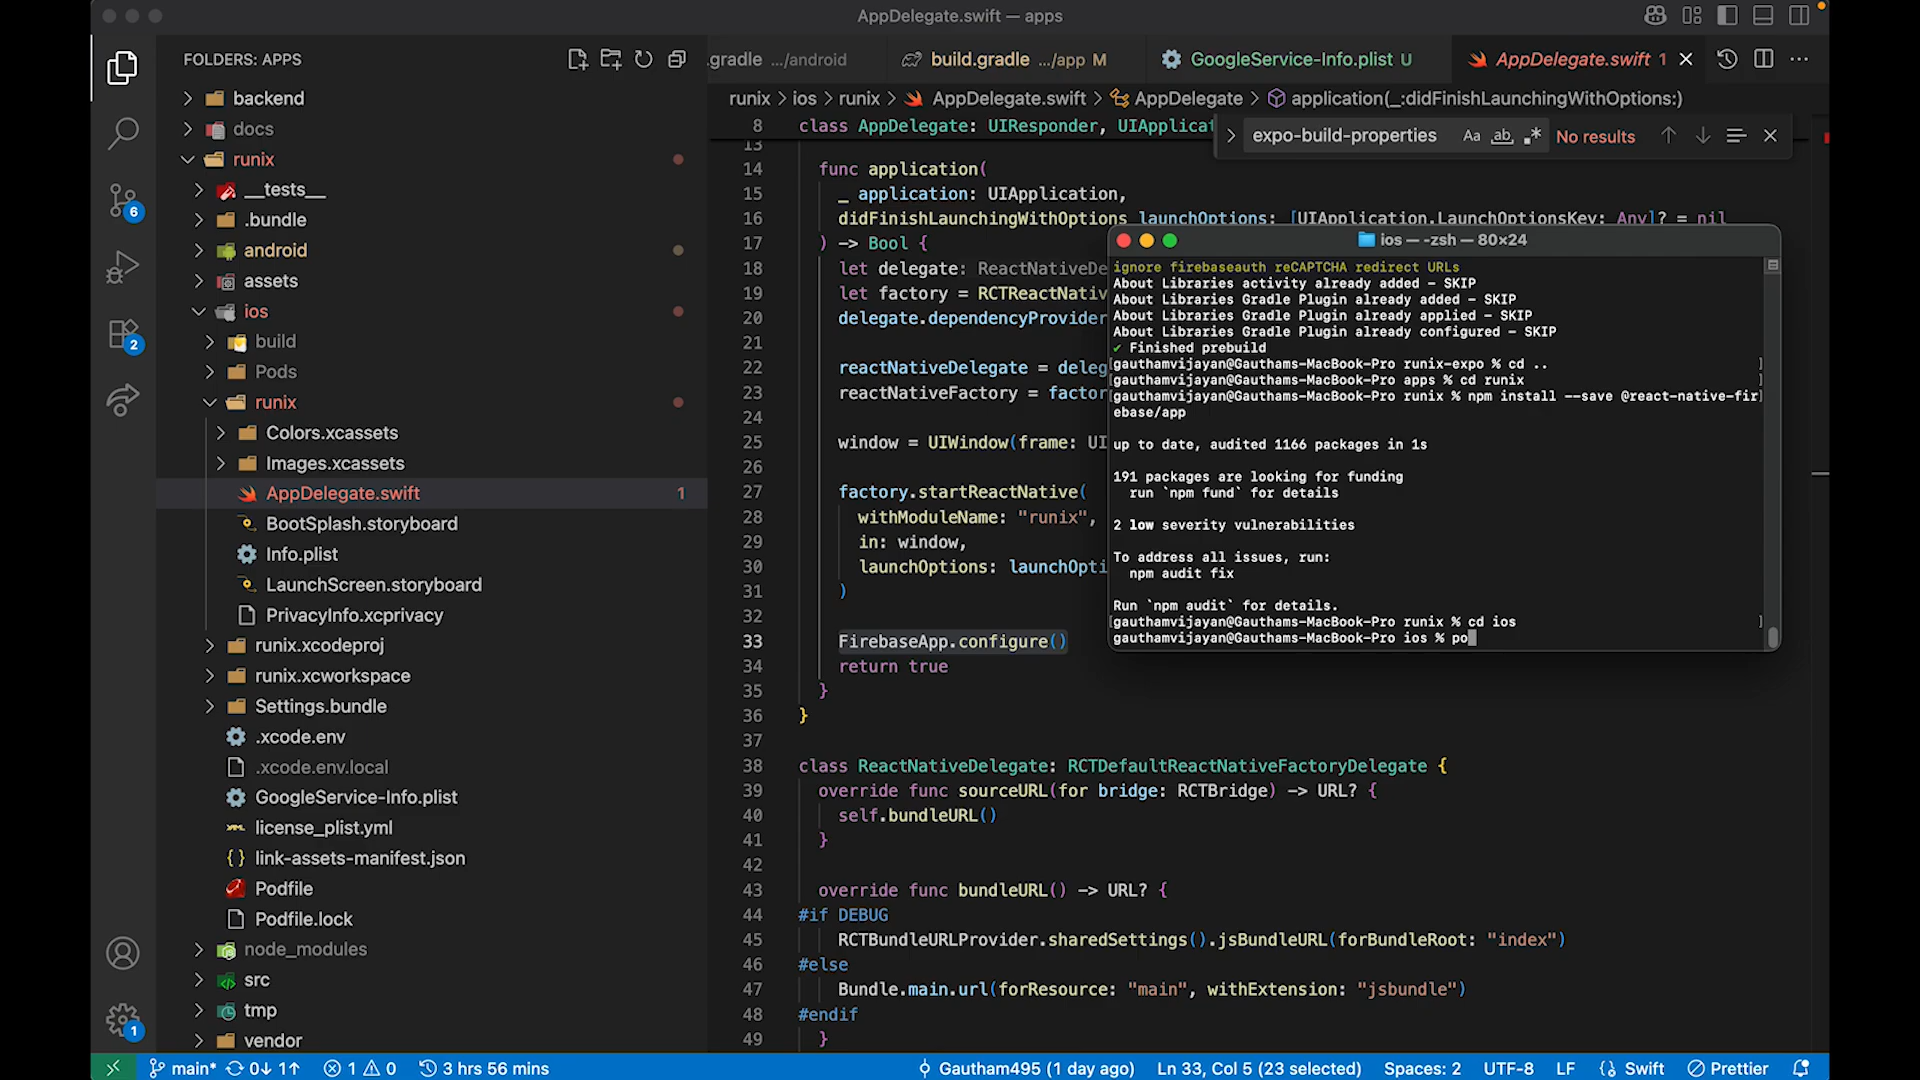 AppDelegate.swift — apps
FOLDERS: APPS
backend
docs
runix
__tests__
.bundle
android
assets
ios
build
Pods
runix
Colors.xcassets
Images.xcassets
AppDelegate.swift 1
BootSplash.storyboard
Info.plist
LaunchScreen.storyboard
PrivacyInfo.xcprivacy
runix.xcodeproj
runix.xcworkspace
Settings.bundle
.xcode.env
.xcode.env.local
GoogleService-Info.plist
license_plist.yml
link-assets-manifest.json
Podfile
Podfile.lock
node_modules
src
tmp
vendor
6
2
1
.gradle .../android
build.gradle .../app M
GoogleService-Info.plist U
AppDelegate.swift 1
runix > ios > runix > AppDelegate.swift > AppDelegate > application(_:didFinishLaunchingWithOptions:)
expo-build-properties Aa ab .* No results
8 class AppDelegate: UIResponder, UIApplicat
13
14 func application(
15 _ application: UIApplication,
16 didFinishLaunchingWithOptions launchOptions: [UIApplication.LaunchOptionsKey: Any]? = nil
17 ) -> Bool {
18 let delegate: ReactNativeDe
19 let factory = RCTReactNativ
20 delegate.dependencyProvider
21
22 reactNativeDelegate = deleg
23 reactNativeFactory = factor
24
25 window = UIWindow(frame: UI
26
27 factory.startReactNative(
28 withModuleName: "runix",
29 in: window,
30 launchOptions: launchOpti
31 )
32
33 FirebaseApp.configure()
34 return true
35 }
36 }
37
38 class ReactNativeDelegate: RCTDefaultReactNativeFactoryDelegate {
39 override func sourceURL(for bridge: RCTBridge) -> URL? {
40 self.bundleURL()
41 }
42
43 override func bundleURL() -> URL? {
44 #if DEBUG
45 RCTBundleURLProvider.sharedSettings().jsBundleURL(forBundleRoot: "index")
46 #else
47 Bundle.main.url(forResource: "main", withExtension: "jsbundle")
48 #endif
49 }
ios — -zsh — 80×24
ignore firebaseauth reCAPTCHA redirect URLs
About Libraries activity already added - SKIP
About Libraries Gradle Plugin already added - SKIP
About Libraries Gradle Plugin already applied - SKIP
About Libraries Gradle Plugin already configured - SKIP
✔ Finished prebuild
[gauthamvijayan@Gauthams-MacBook-Pro runix-expo % cd .. ]
[gauthamvijayan@Gauthams-MacBook-Pro apps % cd runix ]
[gauthamvijayan@Gauthams-MacBook-Pro runix % npm install --save @react-native-fir]
ebase/app
up to date, audited 1166 packages in 1s
191 packages are looking for funding
run `npm fund` for details
2 low severity vulnerabilities
To address all issues, run:
npm audit fix
Run `npm audit` for details.
[gauthamvijayan@Gauthams-MacBook-Pro runix % cd ios ]
gauthamvijayan@Gauthams-MacBook-Pro ios % po
main* 0↓ 1↑ 1 0 3 hrs 56 mins Gautham495 (1 day ago) Ln 33, Col 5 (23 selected) Spaces: 2 UTF-8 LF Swift Prettier